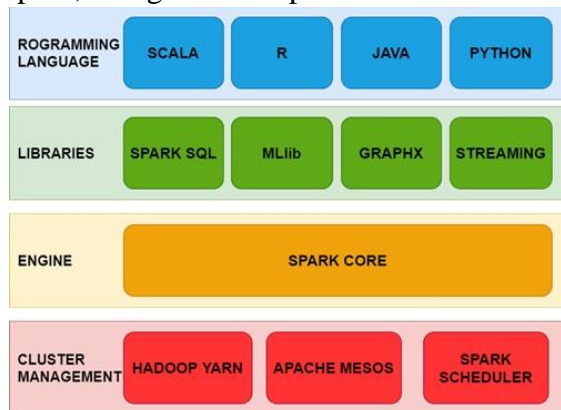 ROGRAMMING
LANGUAGE
SCALA
R
JAVA
PYTHON
LIBRARIES
SPARK SQL
MLlib
GRAPHX
STREAMING
ENGINE
SPARK CORE
CLUSTER
MANAGEMENT
HADOOP YARN
APACHE MESOS
SPARK
SCHEDULER